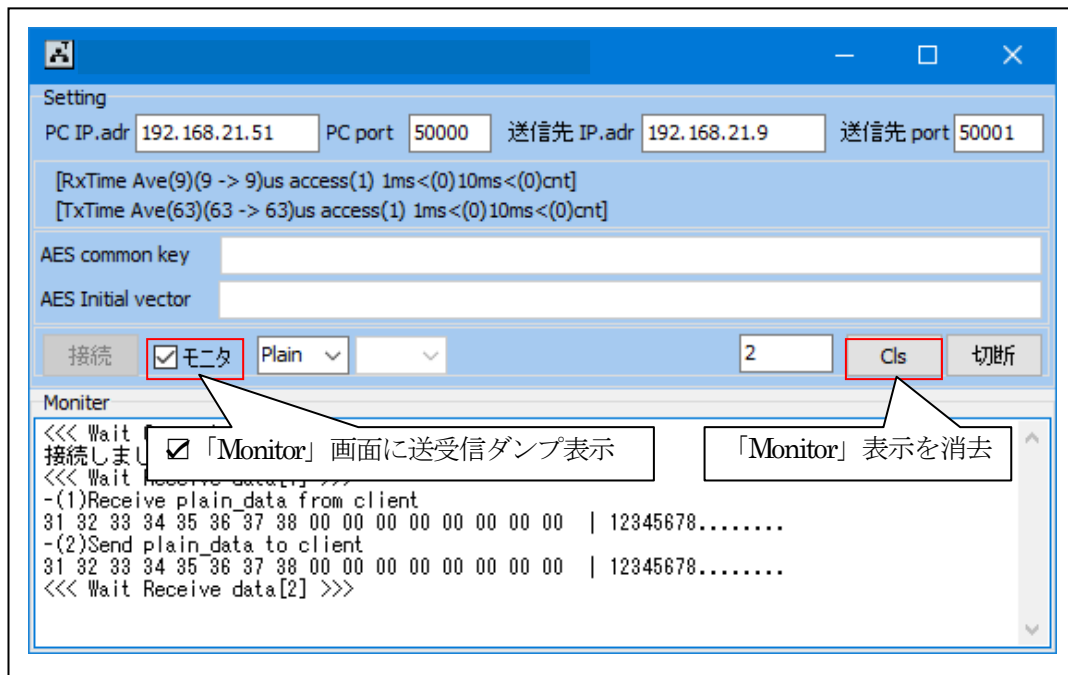 Setting
PC IP.adr 192.168.21.51 PC port 50000 送信先 IP.adr 192.168.21.9 送信先 port 50001
[RxTime Ave(9)(9 -> 9)us access(1) 1ms<(0)10ms<(0)cnt]
[TxTime Ave(63)(63 -> 63)us access(1) 1ms<(0)10ms<(0)cnt]
AES common key
AES Initial vector
接続 モニタ Plain 2 Cls 切断
Moniter
<<< Wait
接続しまし
☑「Monitor」画面に送受信ダンプ表示
「Monitor」表示を消去
<<< Wait Receive data[1] >>>
-(1)Receive plain_data from client
31 32 33 34 35 36 37 38 00 00 00 00 00 00 00 00 | 12345678........
-(2)Send plain_data to client
31 32 33 34 35 36 37 38 00 00 00 00 00 00 00 00 | 12345678........
<<< Wait Receive data[2] >>>